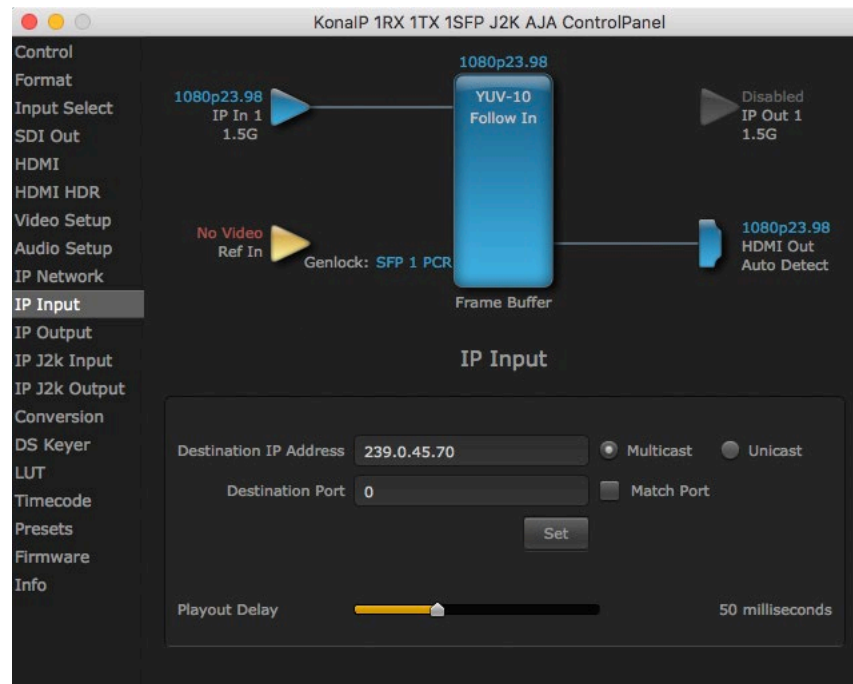 KonaIP 1RX 1TX 1SFP J2K AJA ControlPanel
Control
Format
Input Select
SDI Out
HDMI
HDMI HDR
Video Setup
Audio Setup
IP Network
IP Input
IP Output
IP J2k Input
IP J2k Output
Conversion
DS Keyer
LUT
Timecode
Presets
Firmware
Info
1080p23.98
IP In 1
1.5G
No Video
Ref In
Genlock: SFP 1 PCR
1080p23.98
YUV-10
Follow In
Frame Buffer
Disabled
IP Out 1
1.5G
1080p23.98
HDMI Out
Auto Detect
IP Input
Destination IP Address 239.0.45.70 Multicast Unicast
Destination Port 0 Match Port
Set
Playout Delay 50 milliseconds